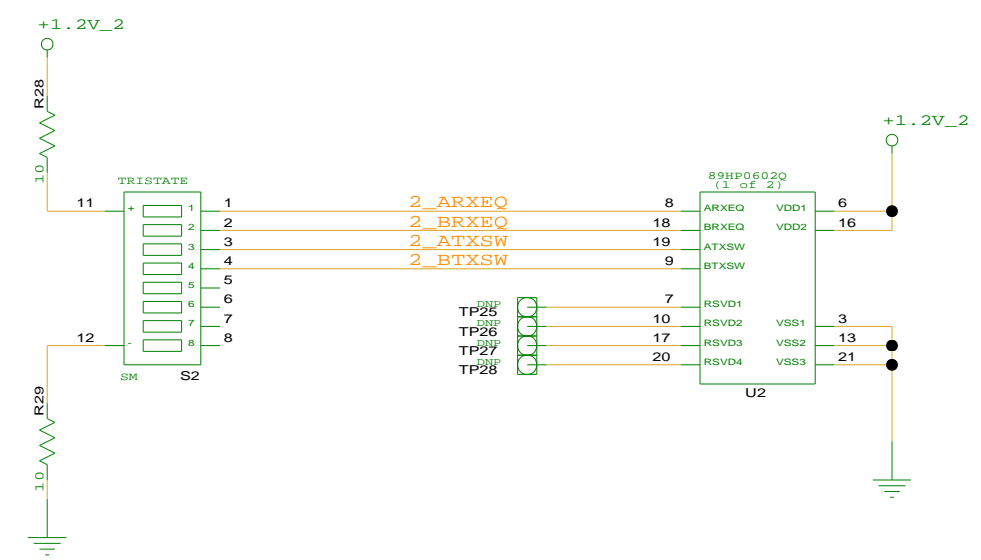 +1.2V_2
R28
10
TRISTATE
11
+
1
2
3
4
5
6
7
8
1
2
3
4
5
6
7
8
12
-
SM
S2
R29
10
2_ARXEQ
2_BRXEQ
2_ATXSW
2_BTXSW
DNP
TP25
DNP
TP26
DNP
TP27
DNP
TP28
+1.2V_2
89HP0602Q
(1 of 2)
8 ARXEQ VDD1 6
18 BRXEQ VDD2 16
19 ATXSW
9 BTXSW
7 RSVD1
10 RSVD2 VSS1 3
17 RSVD3 VSS2 13
20 RSVD4 VSS3 21
U2